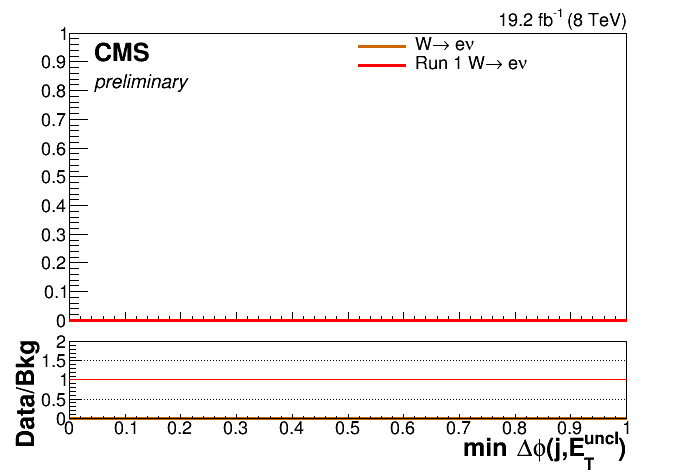 19.2 fb⁻¹ (8 TeV)
CMS
preliminary
W→ eν
Run 1 W→ eν
1
0.9
0.8
0.7
0.6
0.5
0.4
0.3
0.2
0.1
0
2
1.5
1
0.5
0
Data/Bkg
0 0.1 0.2 0.3 0.4 0.5 0.6 0.7 0.8 0.9 1
min Δϕ(j,E_T^uncl)